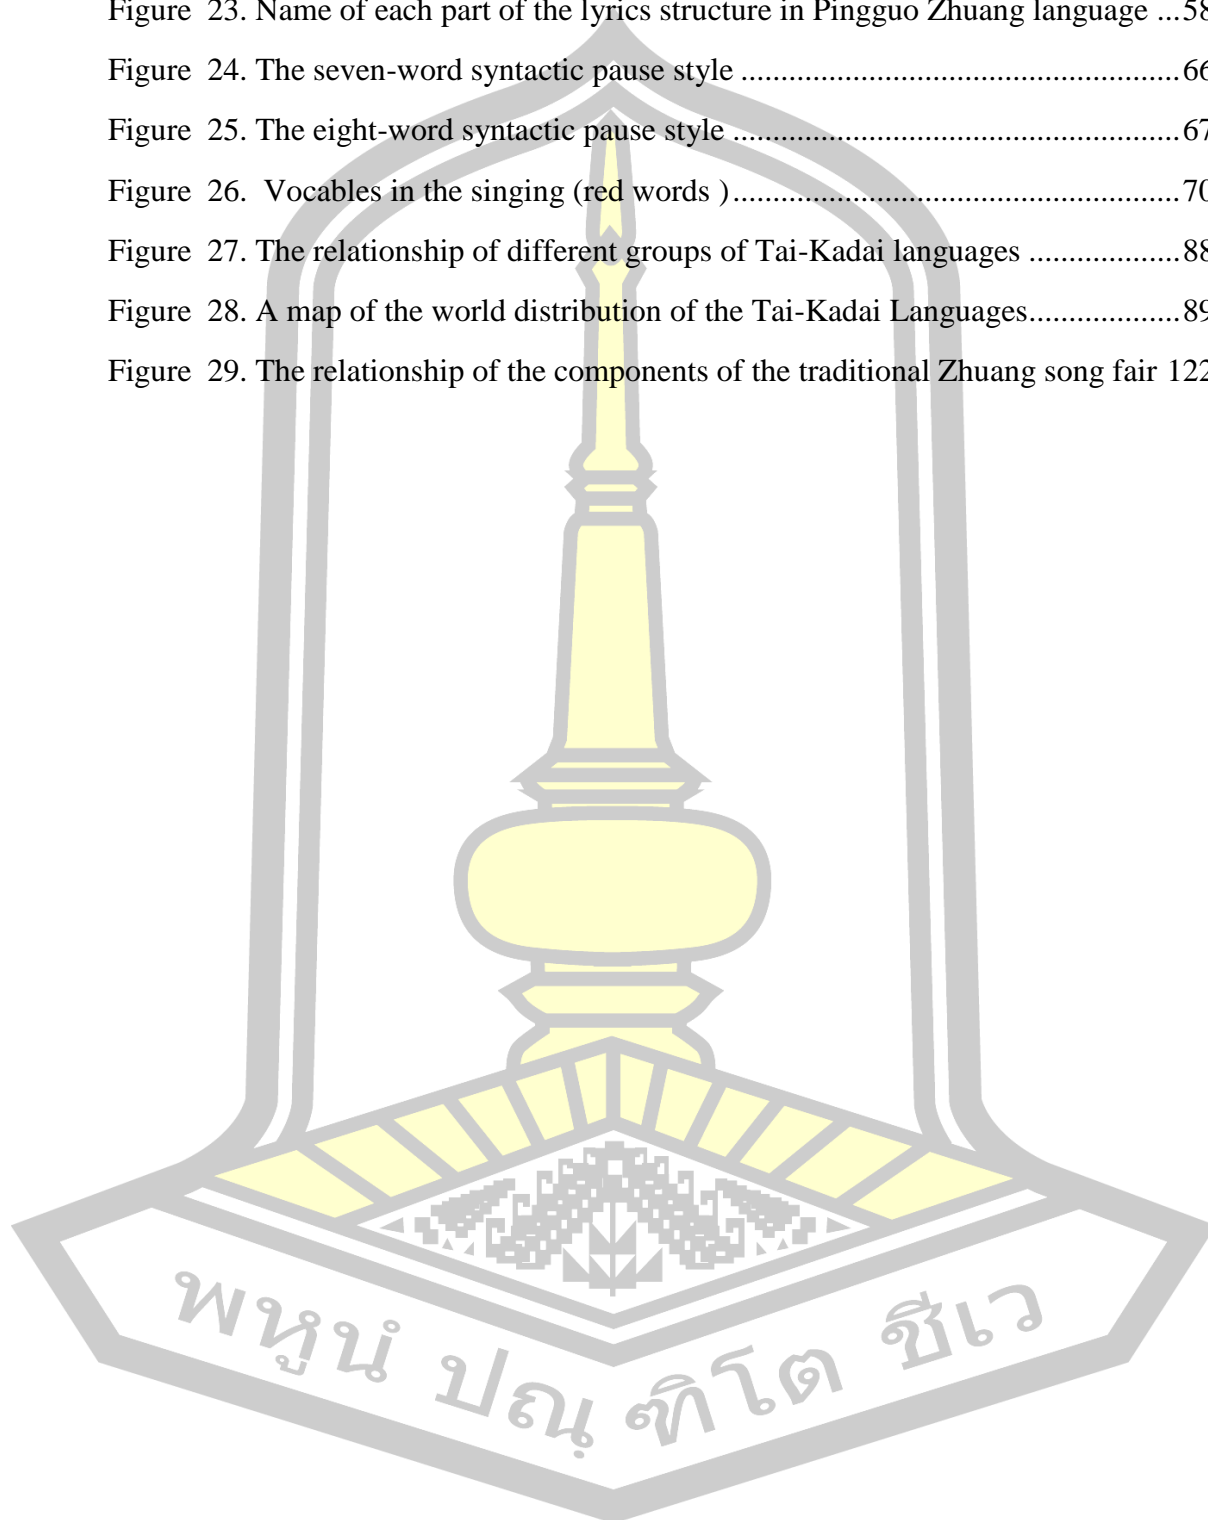 Figure 23. Name of each part of the lyrics structure in Pingguo Zhuang language ...58
Figure 24. The seven-word syntactic pause style .......................................................66
Figure 25. The eight-word syntactic pause style ........................................................67
Figure 26. Vocables in the singing (red words ) ........................................................70
Figure 27. The relationship of different groups of Tai-Kadai languages ...................88
Figure 28. A map of the world distribution of the Tai-Kadai Languages...................89
Figure 29. The relationship of the components of the traditional Zhuang song fair 122
พหูนํ ปณฺฑิโต ชีเว